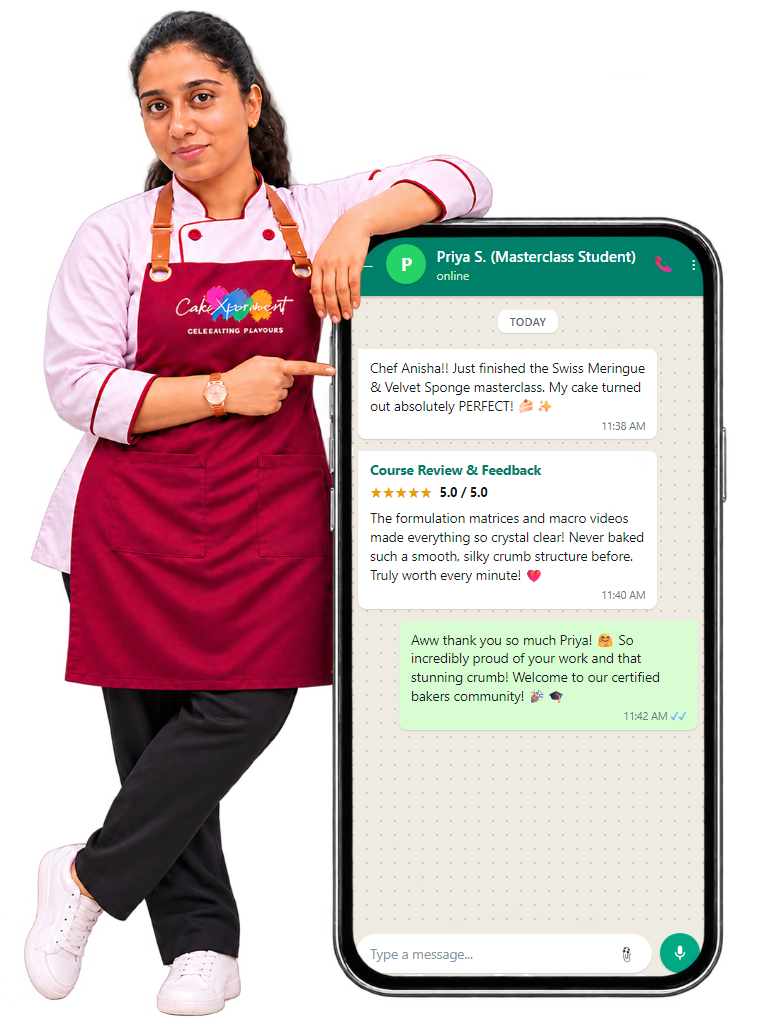 CakeXperiment
CELEBRATING FLAVOURS
P
Priya S. (Masterclass Student)
online
TODAY
Chef Anisha!! Just finished the Swiss Meringue
& Velvet Sponge masterclass. My cake turned
out absolutely PERFECT! 🍰 ✨
11:38 AM
Course Review & Feedback
★★★★★ 5.0 / 5.0
The formulation matrices and macro videos
made everything so crystal clear! Never baked
such a smooth, silky crumb structure before.
Truly worth every minute! ❤️
11:40 AM
Aww thank you so much Priya! 🤗 So
incredibly proud of your work and that
stunning crumb! Welcome to our certified
bakers community! 🎉 🎓
11:42 AM
Type a message...